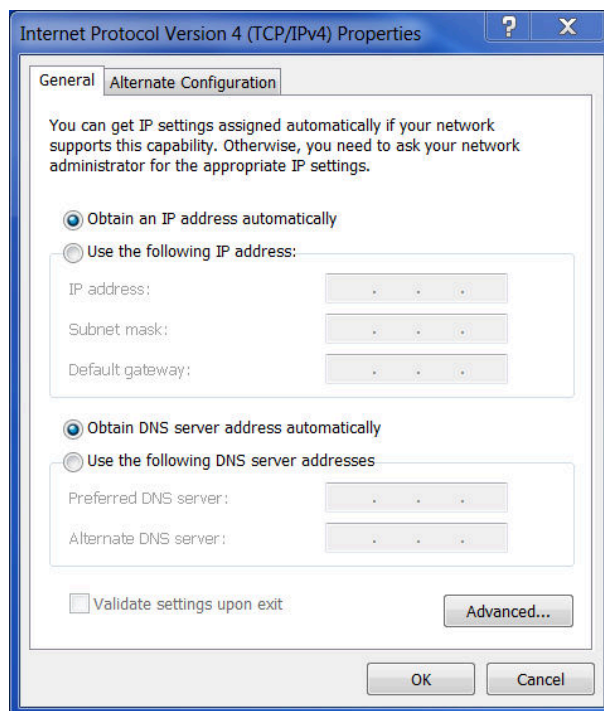 Internet Protocol Version 4 (TCP/IPv4) Properties
? X
General
Alternate Configuration
You can get IP settings assigned automatically if your network
supports this capability. Otherwise, you need to ask your network
administrator for the appropriate IP settings.
Obtain an IP address automatically
Use the following IP address:
IP address:
. . .
Subnet mask:
. . .
Default gateway:
. . .
Obtain DNS server address automatically
Use the following DNS server addresses
Preferred DNS server:
. . .
Alternate DNS server:
. . .
Validate settings upon exit
Advanced...
OK
Cancel